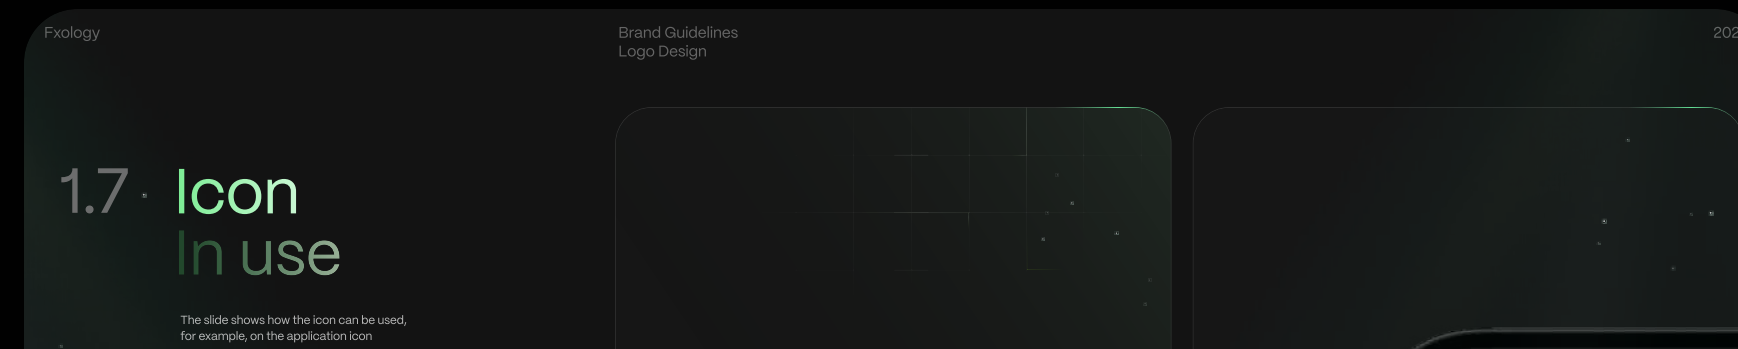 Fxology
Brand Guidelines
Logo Design
1.7
Icon
In use
The slide shows how the icon can be used,
for example, on the application icon